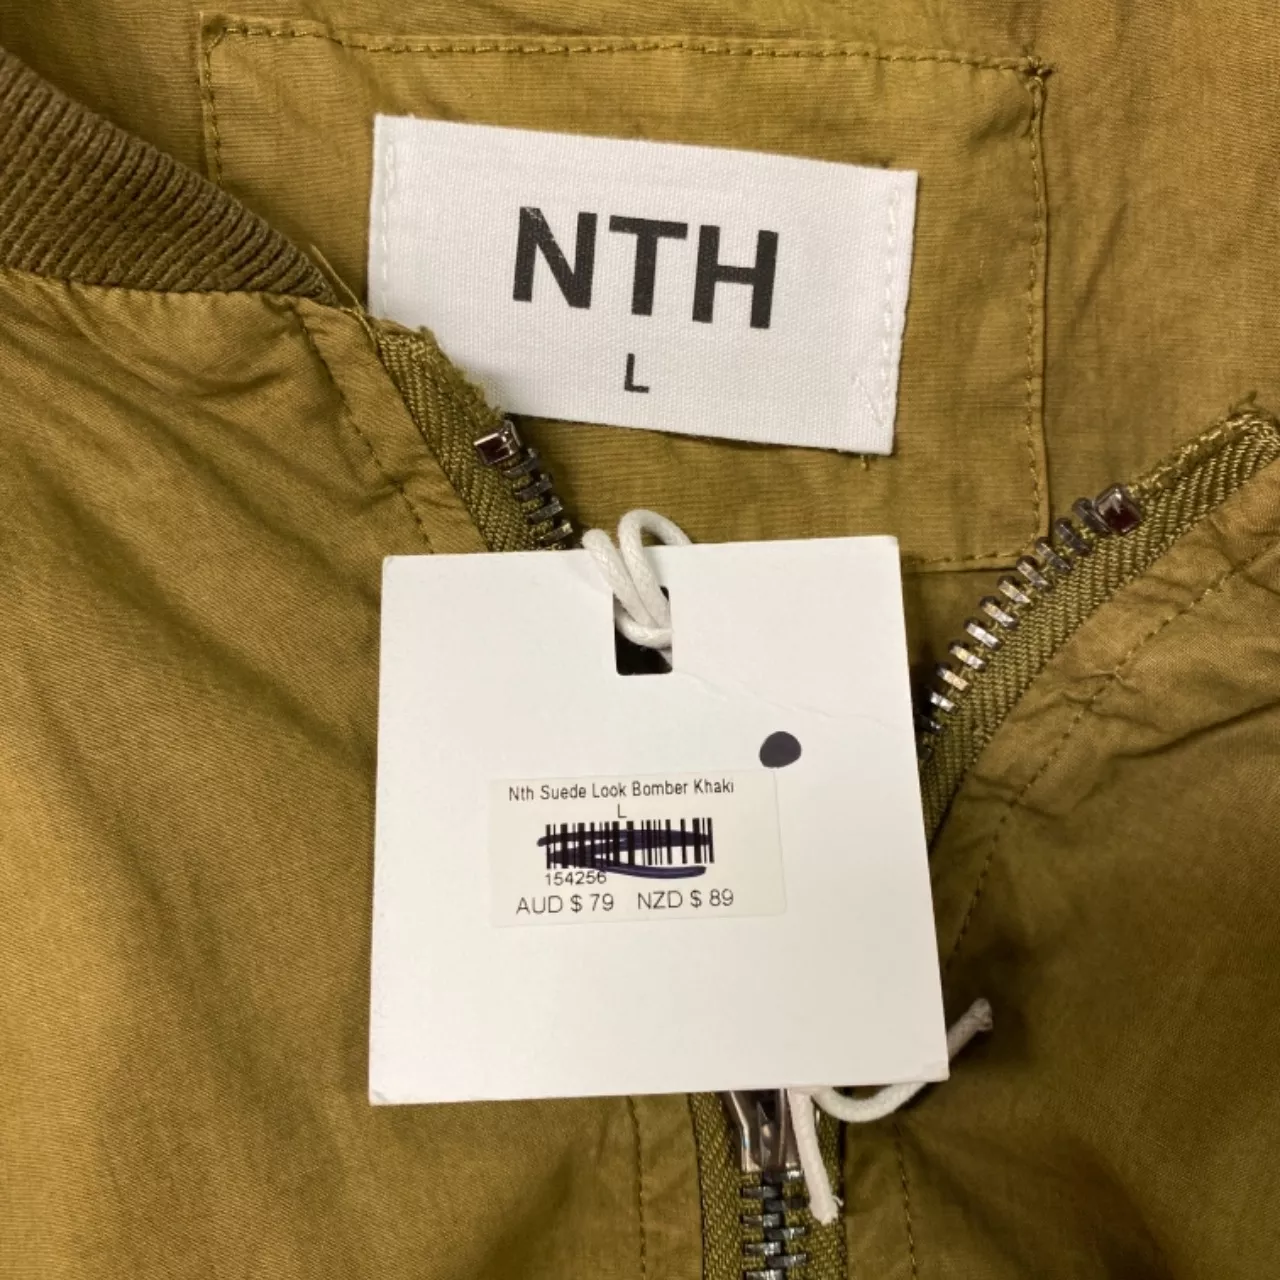 NTH
L
Nth Suede Look Bomber Khaki
L
154256
AUD $ 79 NZD $ 89